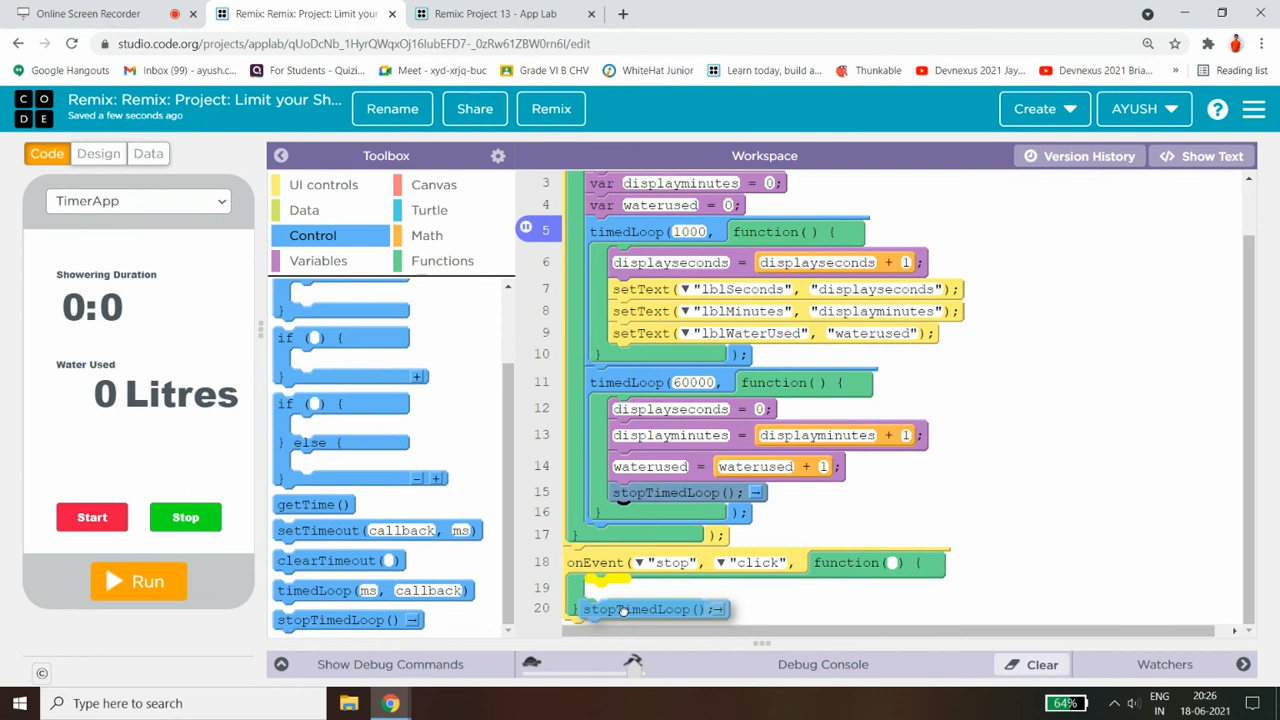 Online Screen Recorder
Remix: Remix: Project: Limit your
Remix: Project 13 - App Lab
studio.code.org/projects/applab/qUoDcNb_1HyrQWqxOj16IubEFD7-_0zRw61ZBW0rn6I/edit
Google Hangouts
Inbox (99) - ayush.c...
For Students - Quizi...
Meet - xyd-xrjq-buc
Grade VI B CHV
WhiteHat Junior
Learn today, build a...
Thunkable
Devnexus 2021 Jay...
Devnexus 2021 Bria...
»
Reading list
C O
D E
Remix: Remix: Project: Limit your Sh...
Saved a few seconds ago
Rename
Share
Remix
Create
AYUSH
?
Code
Design
Data
Toolbox
Workspace
Version History
</> Show Text
TimerApp
Showering Duration
0:0
Water Used
0 Litres
Start
Stop
Run
UI controls
Canvas
Data
Turtle
Control
Math
Variables
Functions
}
if () {
} +
if () {
} else {
} - +
getTime()
setTimeout(callback, ms)
clearTimeout()
timedLoop(ms, callback)
stopTimedLoop()
3 var displayminutes = 0;
4 var waterused = 0;
5 timedLoop(1000, function() {
6 displayseconds = displayseconds + 1;
7 setText("lblSeconds", "displayseconds");
8 setText("lblMinutes", "displayminutes");
9 setText("lblWaterUsed", "waterused");
10 } );
11 timedLoop(60000, function() {
12 displayseconds = 0;
13 displayminutes = displayminutes + 1;
14 waterused = waterused + 1;
15 stopTimedLoop();
16 } );
17 } );
18 onEvent("stop", "click", function() {
19
20 } stopTimedLoop();
Show Debug Commands
Debug Console
Clear
Watchers
©
Type here to search
64%
ENG
IN
20:26
18-06-2021